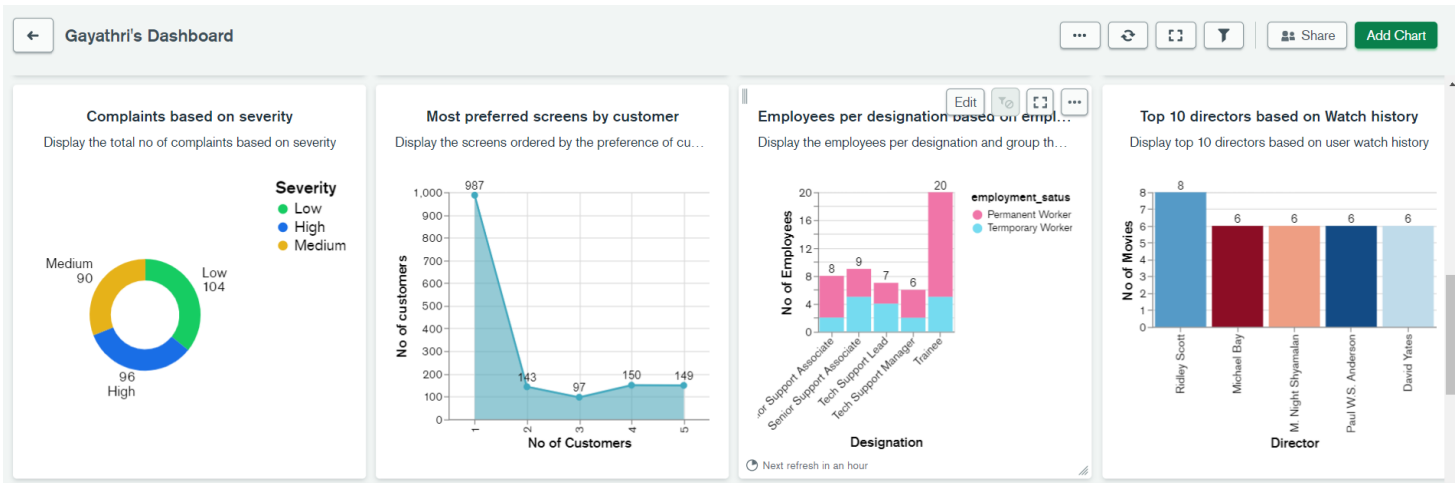 Gayathri's Dashboard
Share
Add Chart
Complaints based on severity
Display the total no of complaints based on severity
Severity
Low
High
Medium
Medium
90
Low
104
96
High
Most preferred screens by customer
Display the screens ordered by the preference of cu…
No of customers
1,000
900
800
700
600
500
400
300
200
100
0
987
143
97
150
149
1
2
3
4
5
No of Customers
Edit
Employees per designation based on empl…
Display the employees per designation and group th…
No of Employees
20
16
12
8
4
0
8
9
7
6
20
employment_satus
Permanent Worker
Termporary Worker
…or Support Associate
Senior Support Associate
Tech Support Lead
Tech Support Manager
Trainee
Designation
Next refresh in an hour
Top 10 directors based on Watch history
Display top 10 directors based on user watch history
No of Movies
8
7
6
5
4
3
2
1
0
8
6
6
6
6
Ridley Scott
Michael Bay
M. Night Shyamalan
Paul W.S. Anderson
David Yates
Director